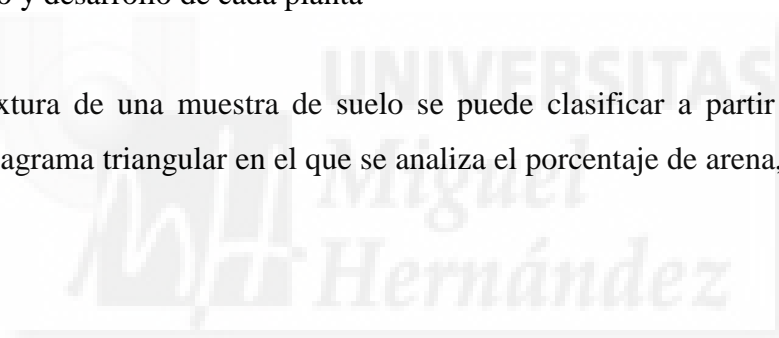 o y desarrollo de cada planta
UNIVERSITAS
xtura de una muestra de suelo se puede clasificar a partir
agrama triangular en el que se analiza el porcentaje de arena,
Miguel
Hernández